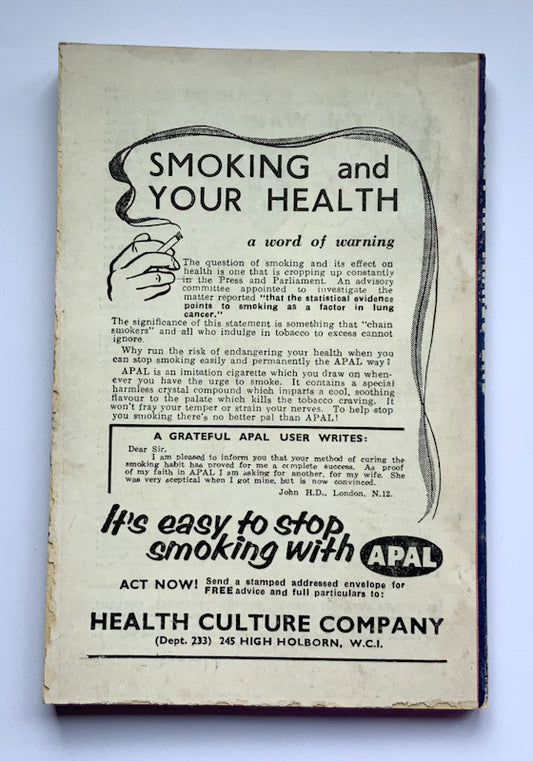 SMOKING and
YOUR HEALTH
a word of warning
The question of smoking and its effect on
health is one that is cropping up constantly
in the Press and Parliament. An advisory
committee appointed to investigate the
matter reported "that the statistical evidence
points to smoking as a factor in lung
cancer."
The significance of this statement is something that "chain
smokers" and all who indulge in tobacco to excess cannot
ignore
Why run the risk of endangering your health when you
can stop smoking easily and permanently the APAL way?
APAL is an imitation cigarette which you draw on when-
ever you have the urge to smoke. It contains a special
harmless crystal compound which imparts a cool, soothing
flavour to the palate which kills the tobacco craving. It
won't fray your temper or strain your nerves. To help stop
you smoking there's no better pal than APAL!
A GRATEFUL APAL USER WRITES:
Dear Sir,
I am pleased to inform you that your method of curing the
smoking habit has proved for me a complete success. As proof
of my faith in APAL I am asking for another, for my wife. She
was very sceptical when I got mine, but is now convinced.
John H.D., London. N.12.
It's easy to stop
smoking with APAL
ACT NOW! Send a stamped addressed envelope for
FREE advice and full particulars to:
HEALTH CULTURE COMPANY
(Dept. 233) 245 HIGH HOLBORN, W.C.1.